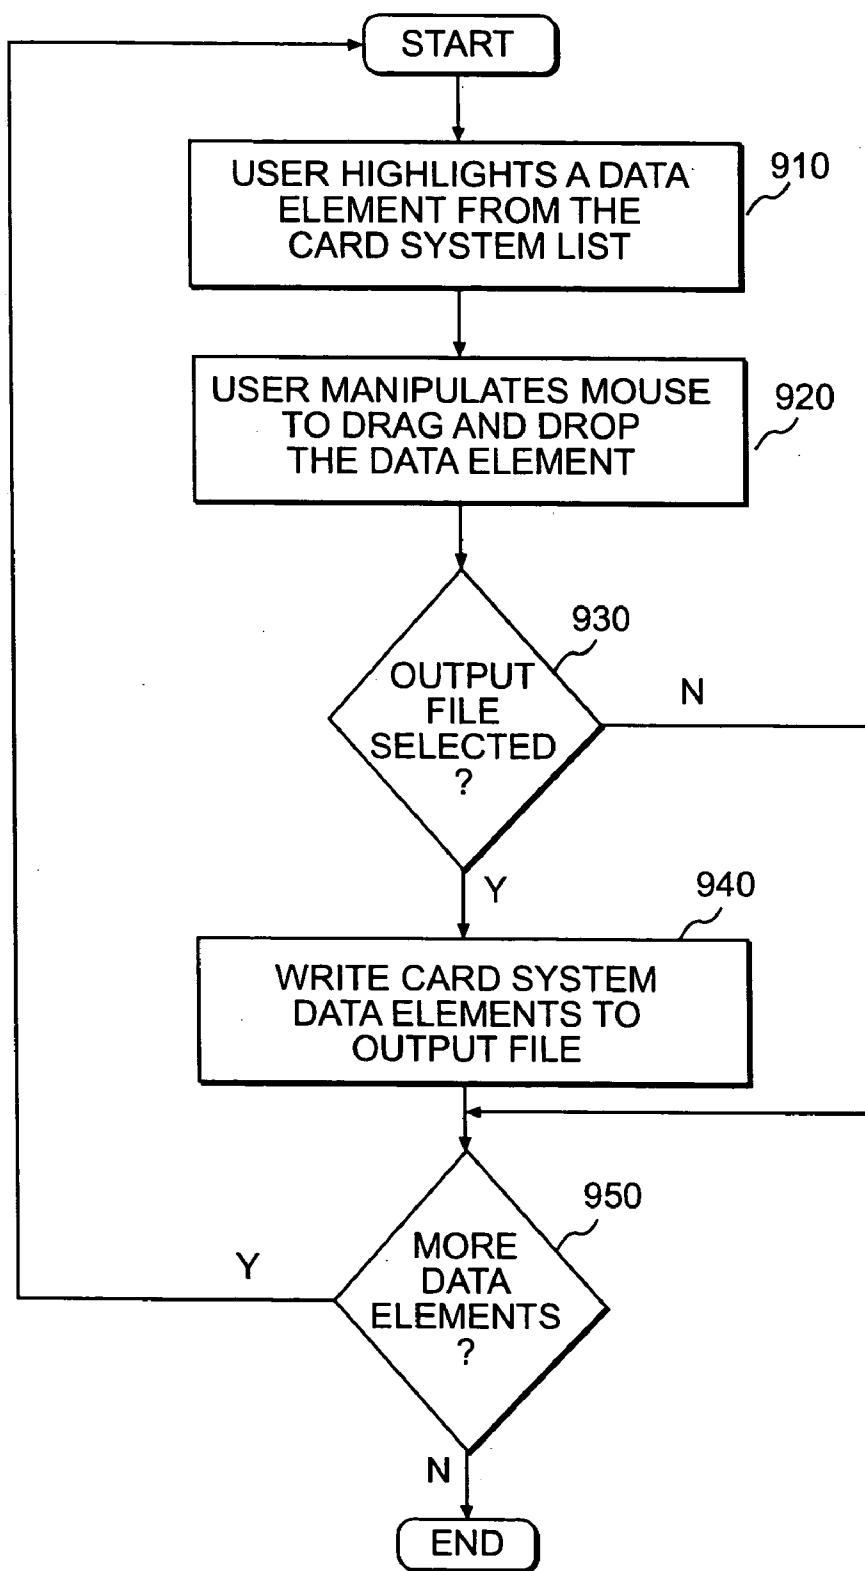 START
USER HIGHLIGHTS A DATA
ELEMENT FROM THE
CARD SYSTEM LIST
910
USER MANIPULATES MOUSE
TO DRAG AND DROP
THE DATA ELEMENT
920
930
OUTPUT
FILE
SELECTED
?
N
Y
940
WRITE CARD SYSTEM
DATA ELEMENTS TO
OUTPUT FILE
950
MORE
DATA
ELEMENTS
?
Y
N
END